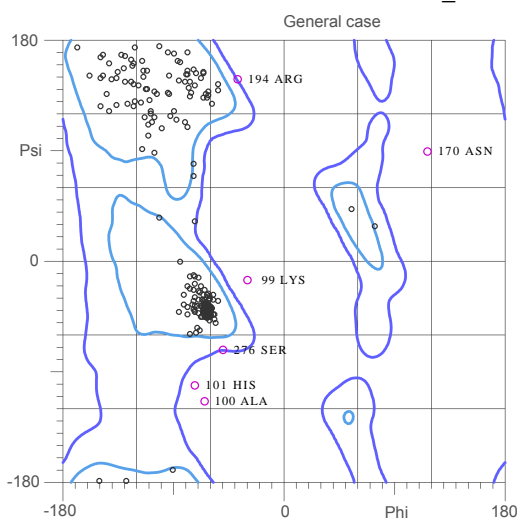 General case
180
194 ARG
Psi
170 ASN
0
99 LYS
276 SER
101 HIS
100 ALA
-180
-180
0
Phi
180